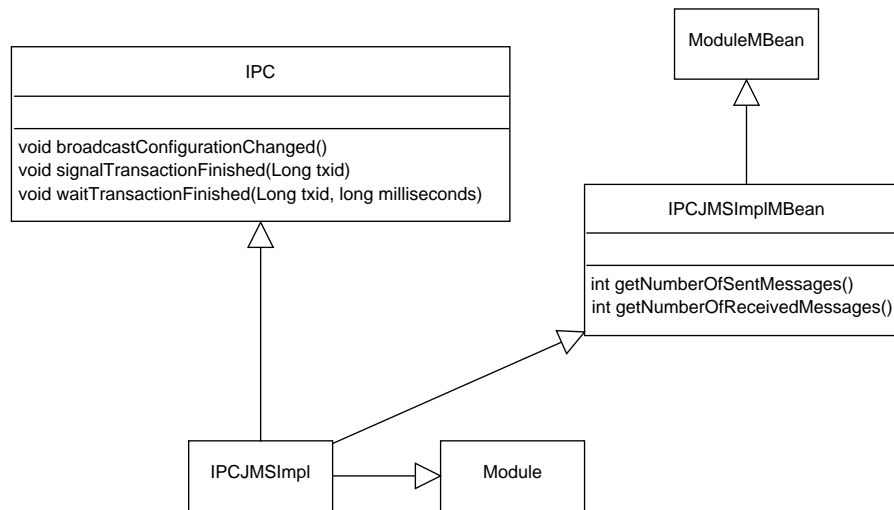 ModuleMBean
IPC
void broadcastConfigurationChanged()
void signalTransactionFinished(Long txid)
void waitTransactionFinished(Long txid, long milliseconds)
IPCJMSImplMBean
int getNumberOfSentMessages()
int getNumberOfReceivedMessages()
IPCJMSImpl
Module